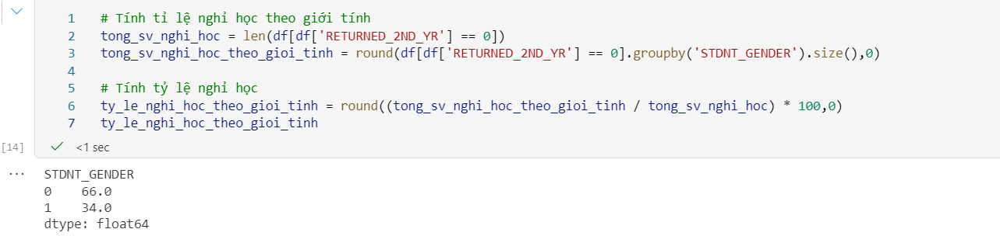 1 # Tính tỉ lệ nghỉ học theo giới tính
2 tong_sv_nghi_hoc = len(df[df['RETURNED_2ND_YR'] == 0])
3 tong_sv_nghi_hoc_theo_gioi_tinh = round(df[df['RETURNED_2ND_YR'] == 0].groupby('STDNT_GENDER').size(),0)
4
5 # Tính tỷ lệ nghỉ học
6 ty_le_nghi_hoc_theo_gioi_tinh = round((tong_sv_nghi_hoc_theo_gioi_tinh / tong_sv_nghi_hoc) * 100,0)
7 ty_le_nghi_hoc_theo_gioi_tinh
[14] <1 sec
... STDNT_GENDER
0 66.0
1 34.0
dtype: float64